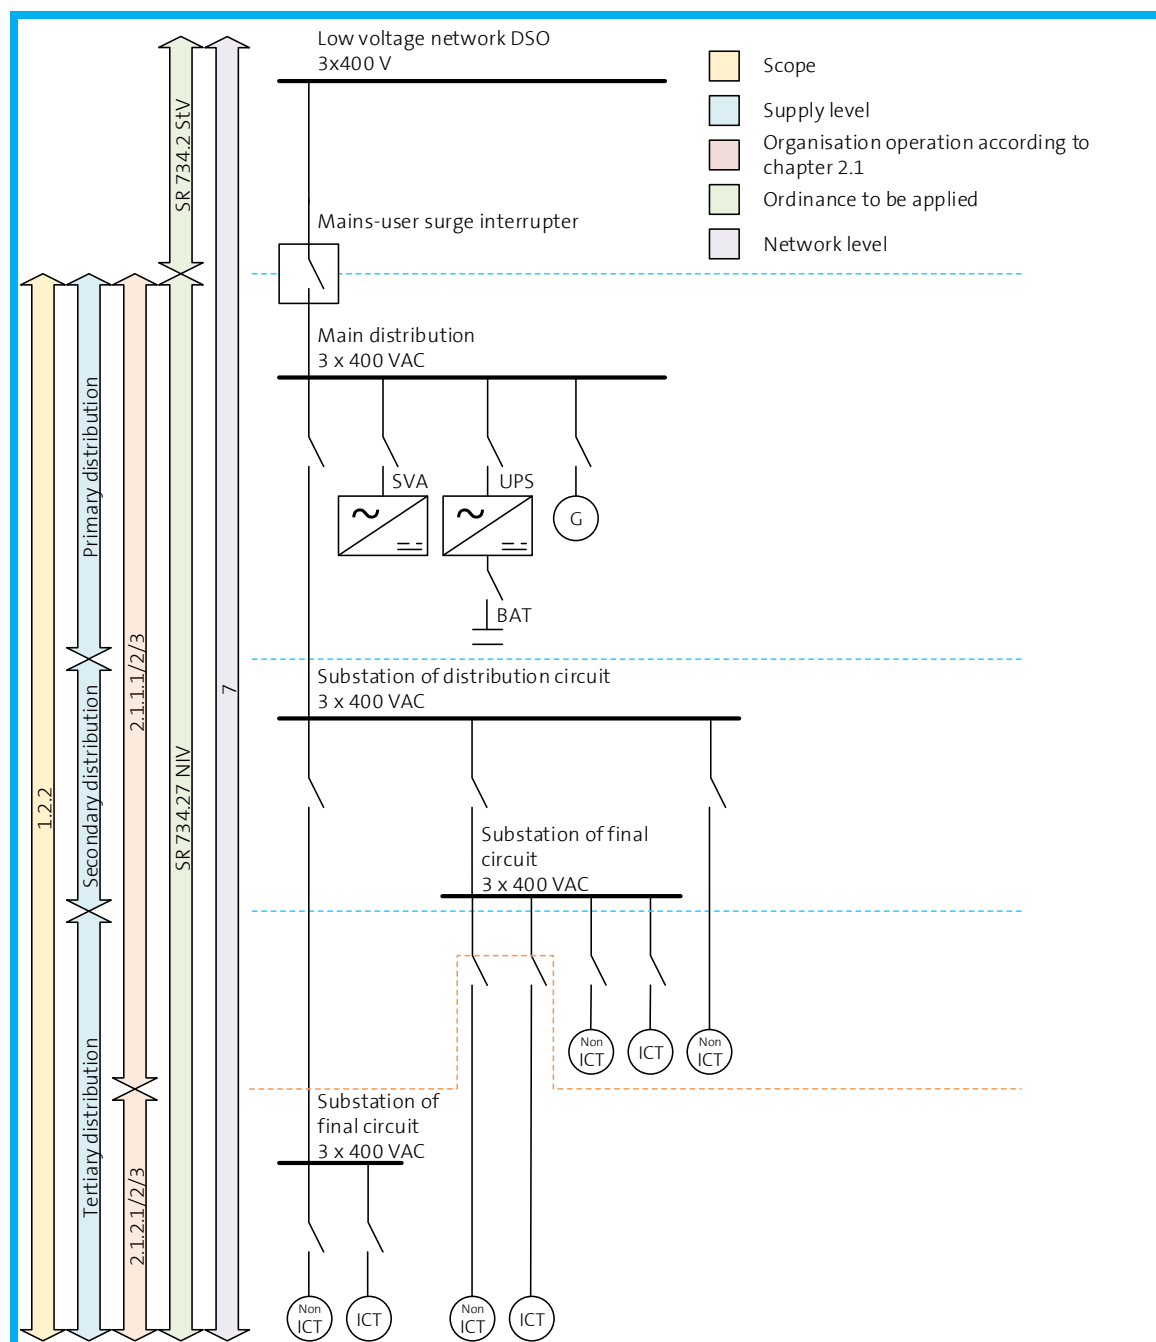 Low voltage network DSO
3x400 V
Scope
Supply level
Organisation operation according to
chapter 2.1
Ordinance to be applied
Network level
SR 734.2 StV
Mains-user surge interrupter
Main distribution
3 x 400 VAC
Primary distribution
SVA
UPS
G
BAT
2.1.1.1/2/3
7
Substation of distribution circuit
3 x 400 VAC
Secondary distribution
1.2.2
SR 734.27 NIV
Substation of final
circuit
3 x 400 VAC
Non
ICT
ICT
Non
ICT
Tertiary distribution
2.1.2.1/2/3
Substation of
final circuit
3 x 400 VAC
Non
ICT
ICT
Non
ICT
ICT